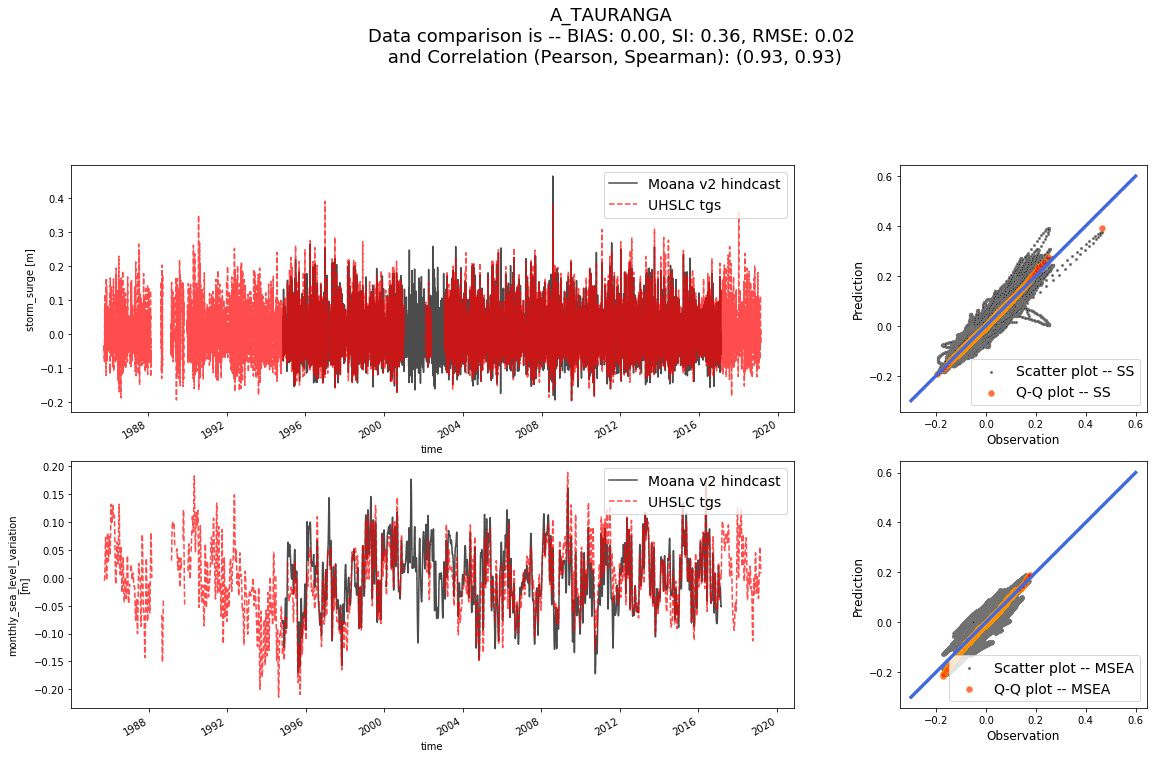 A_TAURANGA
Data comparison is -- BIAS: 0.00, SI: 0.36, RMSE: 0.02
and Correlation (Pearson, Spearman): (0.93, 0.93)
storm_surge [m]
0.4
0.3
0.2
0.1
0.0
−0.1
−0.2
Moana v2 hindcast
UHSLC tgs
1988
1992
1996
2000
2004
2008
2012
2016
2020
time
Prediction
0.6
0.4
0.2
0.0
−0.2
Scatter plot -- SS
Q-Q plot -- SS
−0.2
0.0
0.2
0.4
0.6
Observation
monthly_sea_level_variation
[m]
0.20
0.15
0.10
0.05
0.00
−0.05
−0.10
−0.15
−0.20
Moana v2 hindcast
UHSLC tgs
1988
1992
1996
2000
2004
2008
2012
2016
2020
time
Prediction
0.6
0.4
0.2
0.0
−0.2
Scatter plot -- MSEA
Q-Q plot -- MSEA
−0.2
0.0
0.2
0.4
0.6
Observation